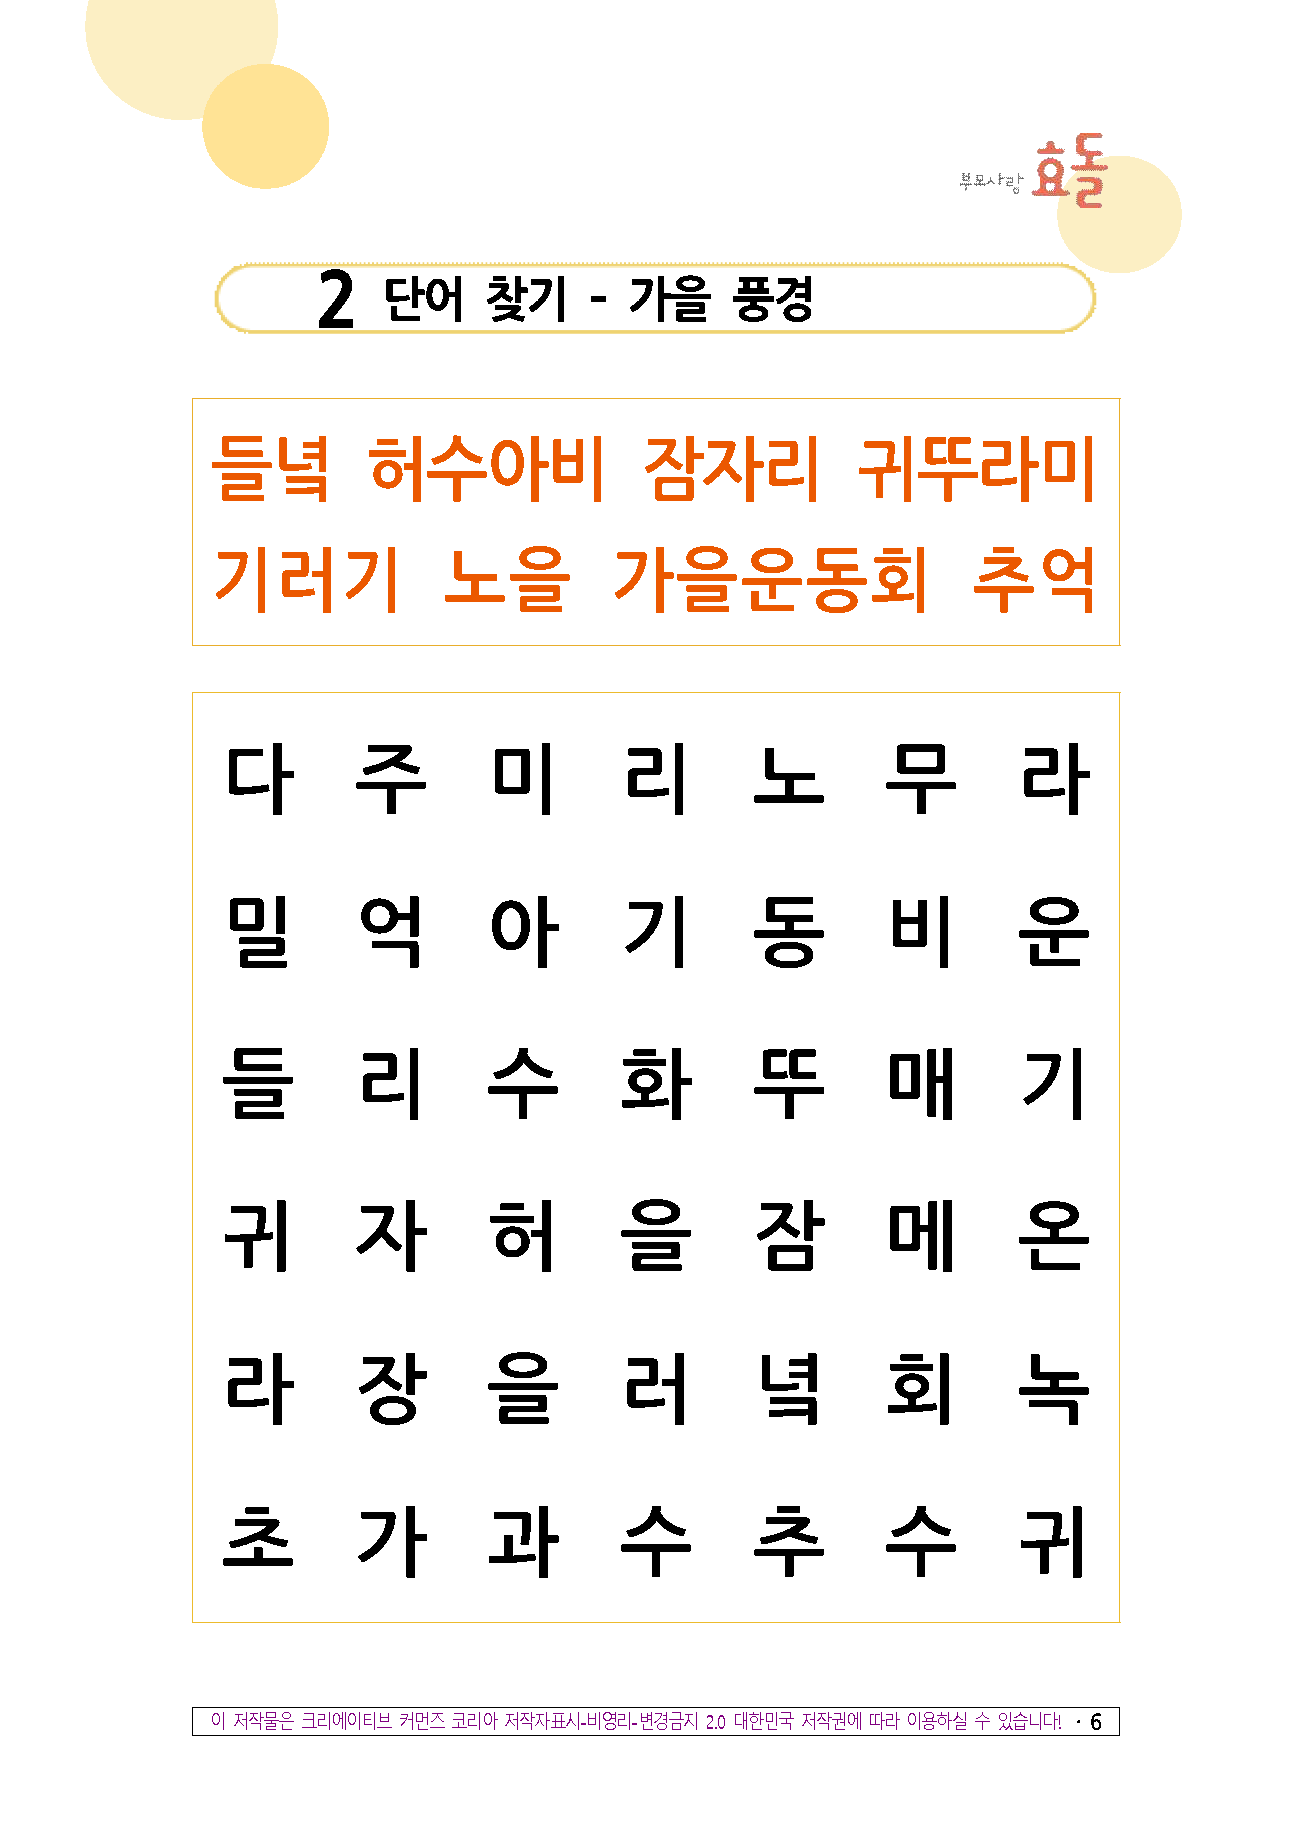 부모사랑 효돌
2 단어 찾기 - 가을 풍경
들녘 허수아비 잠자리 귀뚜라미
기러기 노을 가을운동회 추억
다 주 미 리 노 무 라
밀 억 아 기 동 비 운
들 리 수 화 뚜 매 기
귀 자 허 을 잠 메 온
라 장 을 러 녘 회 녹
초 가 과 수 추 수 귀
이 저작물은 크리에이티브 커먼즈 코리아 저작자표시-비영리-변경금지 2.0 대한민국 저작권에 따라 이용하실 수 있습니다! · 6